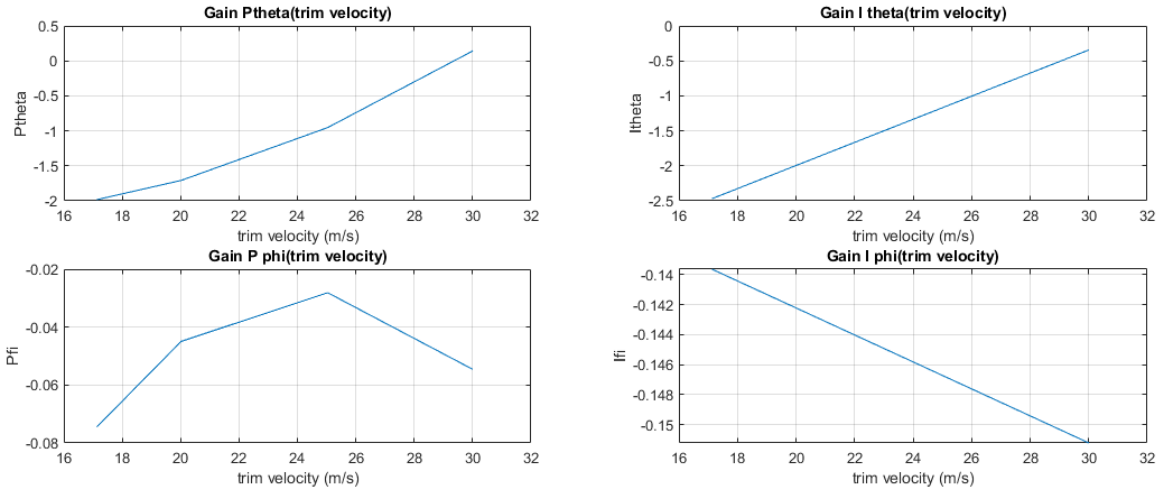 Gain Ptheta(trim velocity)
0.5
0
-0.5
-1
-1.5
-2
Ptheta
16 18 20 22 24 26 28 30 32
trim velocity (m/s)
Gain I theta(trim velocity)
0
-0.5
-1
-1.5
-2
-2.5
Itheta
16 18 20 22 24 26 28 30 32
trim velocity (m/s)
Gain P phi(trim velocity)
-0.02
-0.04
-0.06
-0.08
Pfi
16 18 20 22 24 26 28 30 32
trim velocity (m/s)
Gain I phi(trim velocity)
-0.14
-0.142
-0.144
-0.146
-0.148
-0.15
Ifi
16 18 20 22 24 26 28 30 32
trim velocity (m/s)